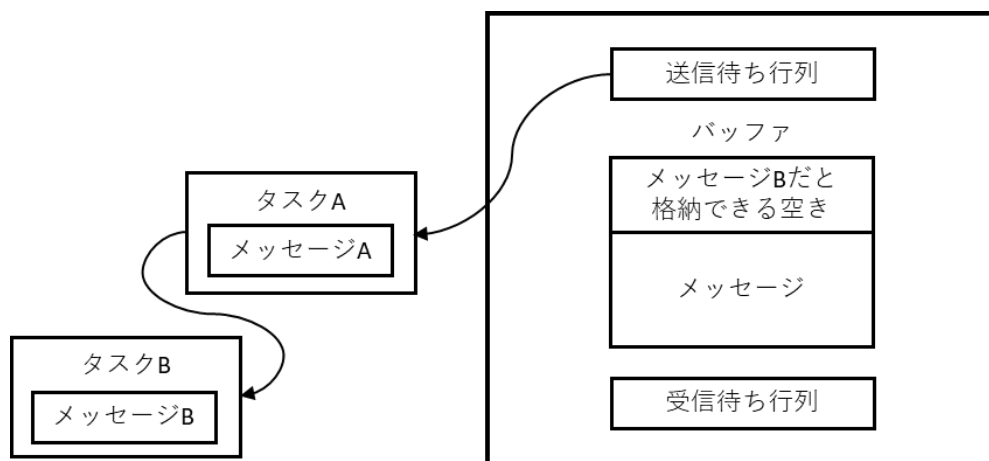 送信待ち行列
バッファ
メッセージBだと
格納できる空き
メッセージ
受信待ち行列
タスクA
メッセージA
タスクB
メッセージB